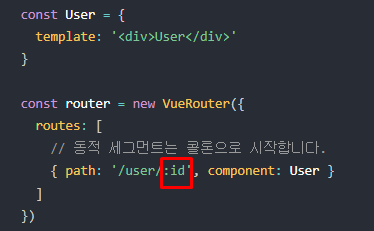 const User = {
  template: '<div>User</div>'
}
const router = new VueRouter({
  routes: [
    // 동적 세그먼트는 콜론으로 시작합니다.
    { path: '/user/:id', component: User }
  ]
})